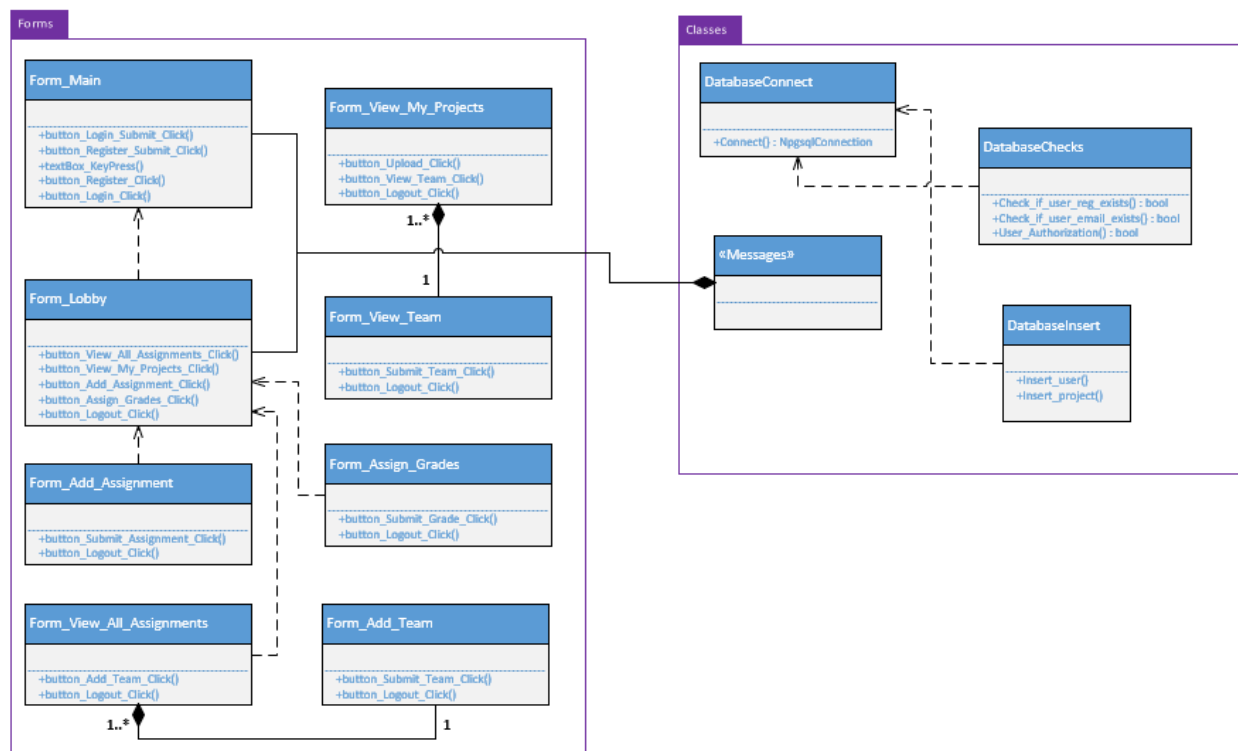 Forms
Form_Main
+button_Login_Submit_Click()
+button_Register_Submit_Click()
+textBox_KeyPress()
+button_Register_Click()
+button_Login_Click()
Form_View_My_Projects
+button_Upload_Click()
+button_View_Team_Click()
+button_Logout_Click()
1..*
1
Form_Lobby
+button_View_All_Assignments_Click()
+button_View_My_Projects_Click()
+button_Add_Assignment_Click()
+button_Assign_Grades_Click()
+button_Logout_Click()
Form_View_Team
+button_Submit_Team_Click()
+button_Logout_Click()
Form_Add_Assignment
+button_Submit_Assignment_Click()
+button_Logout_Click()
Form_Assign_Grades
+button_Submit_Grade_Click()
+button_Logout_Click()
Form_View_All_Assignments
+button_Add_Team_Click()
+button_Logout_Click()
Form_Add_Team
+button_Submit_Team_Click()
+button_Logout_Click()
1..*
1
Classes
DatabaseConnect
+Connect() : NpgsqlConnection
DatabaseChecks
+Check_if_user_reg_exists() : bool
+Check_if_user_email_exists() : bool
+User_Authorization() : bool
«Messages»
DatabaseInsert
+Insert_user()
+Insert_project()